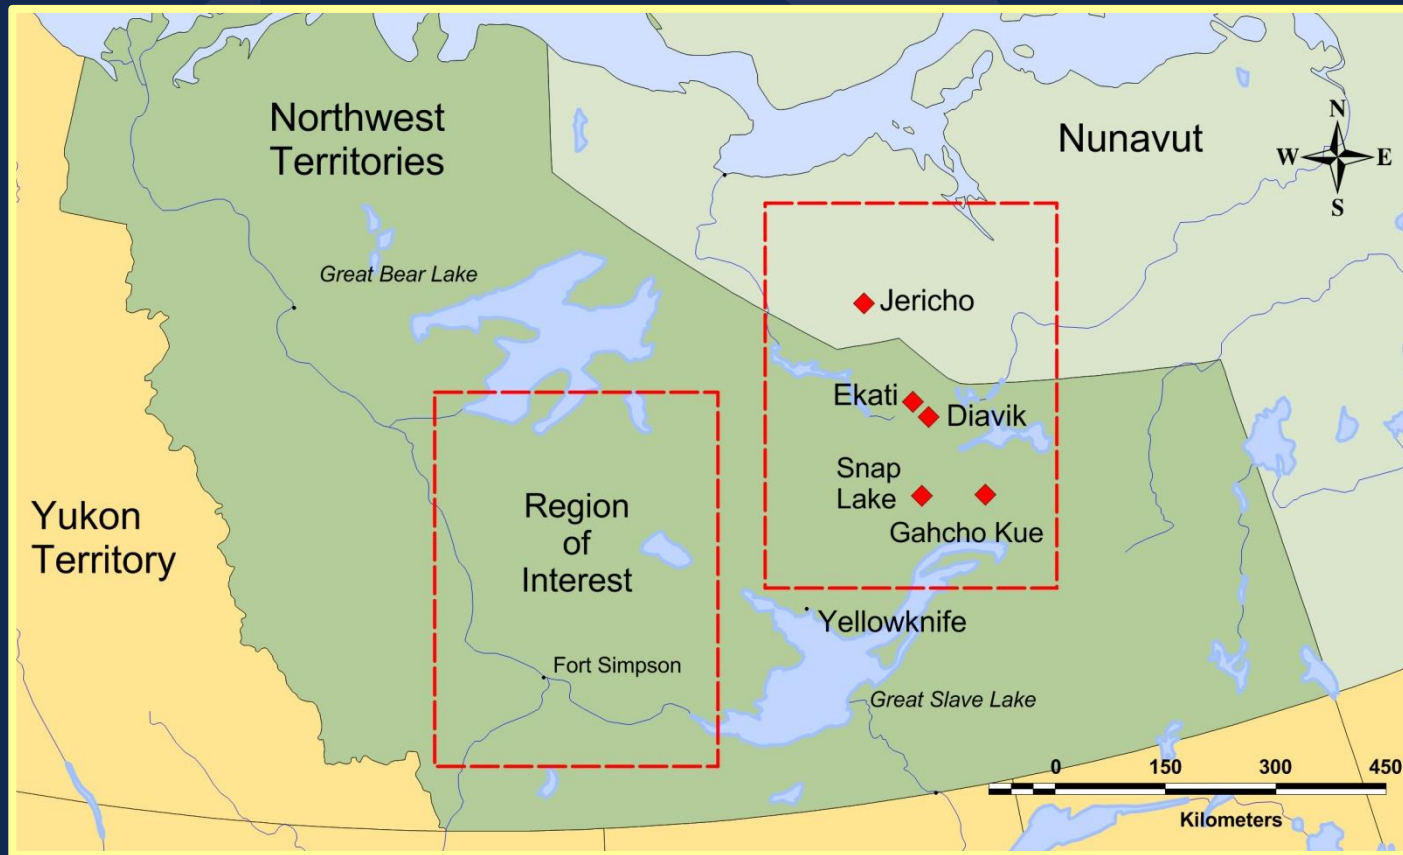 Northwest
Territories
Nunavut
N
W E
S
Great Bear Lake
Jericho
Ekati
Diavik
Snap
Lake
Gahcho Kue
Region
of
Interest
Yukon
Territory
Yellowknife
Fort Simpson
Great Slave Lake
0 150 300 450
Kilometers